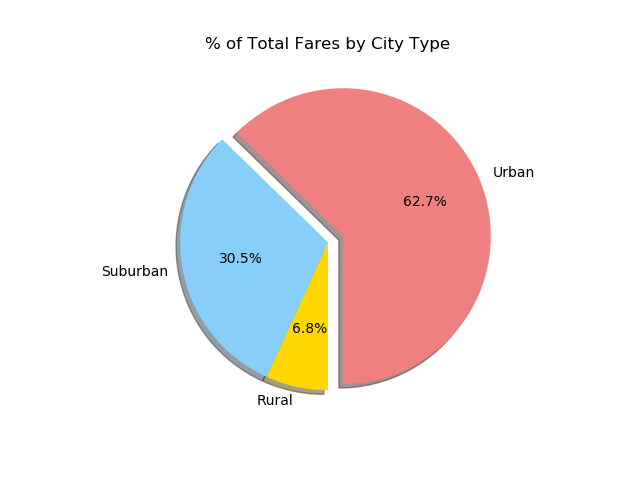 % of Total Fares by City Type
Urban
62.7%
30.5%
Suburban
6.8%
Rural